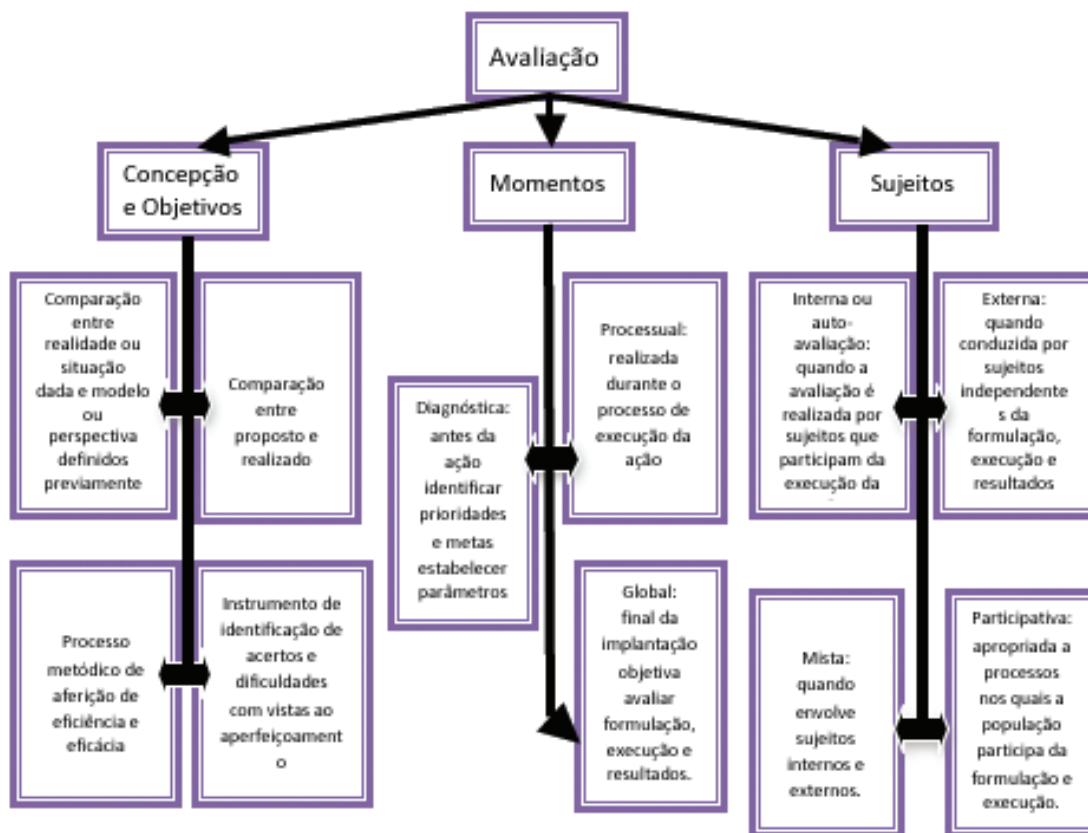 Avaliação
Concepção
e Objetivos
Momentos
Sujeitos
Comparação
entre
realidade ou
situação
dada e modelo
ou
perspectiva
definidos
previamente
Comparação
entre
proposto e
realizado
Processo
metódico de
aferição de
eficiência e
eficácia
Instrumento de
identificação de
acertos e
dificuldades
com vistas ao
aperfeiçoament
o
Diagnóstica:
antes da
ação
identificar
prioridades
e metas
estabelecer
parâmetros
Processual:
realizada
durante o
processo de
execução da
ação
Global:
final da
implantação
objetiva
avaliar
formulação,
execução e
resultados.
Interna ou
auto-
avaliação:
quando a
avaliação é
realizada por
sujeitos que
participam da
execução da
Externa:
quando
conduzida por
sujeitos
independente
s da
formulação,
execução e
resultados
Mista:
quando
envolve
sujeitos
internos e
externos.
Participativa:
apropriada a
processos
nos quais a
população
participa da
formulação e
execução.